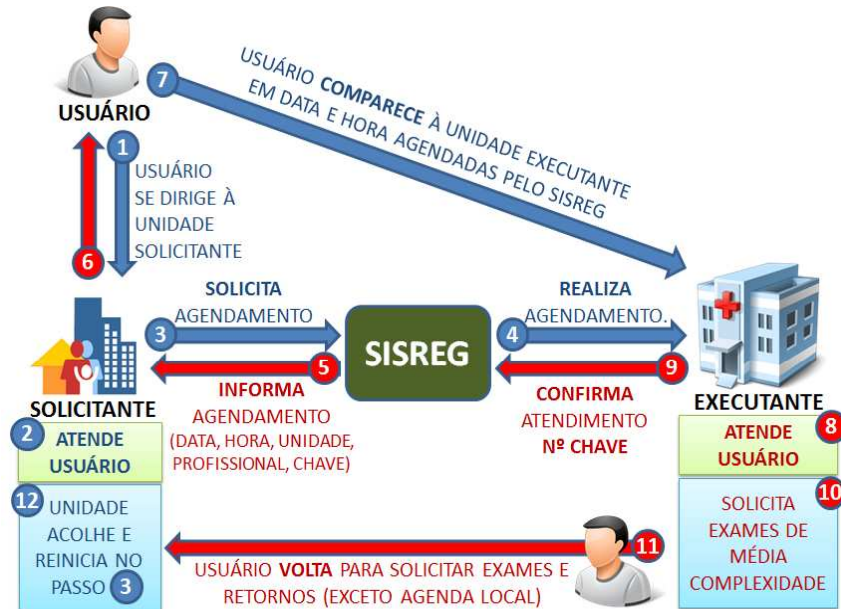 7
USUÁRIO COMPARECE À UNIDADE EXECUTANTE
EM DATA E HORA AGENDADAS PELO SISREG
USUÁRIO
1
USUÁRIO
SE DIRIGE À
UNIDADE
SOLICITANTE
6
SOLICITA
3
AGENDAMENTO
SISREG
REALIZA
4
AGENDAMENTO.
5
INFORMA
AGENDAMENTO
(DATA, HORA, UNIDADE,
PROFISSIONAL, CHAVE)
9
CONFIRMA
ATENDIMENTO
Nº CHAVE
SOLICITANTE
2
ATENDE
USUÁRIO
12
UNIDADE
ACOLHE E
REINICIA NO
PASSO 3
EXECUTANTE
8
ATENDE
USUÁRIO
10
SOLICITA
EXAMES DE
MÉDIA
COMPLEXIDADE
11
USUÁRIO VOLTA PARA SOLICITAR EXAMES E
RETORNOS (EXCETO AGENDA LOCAL)